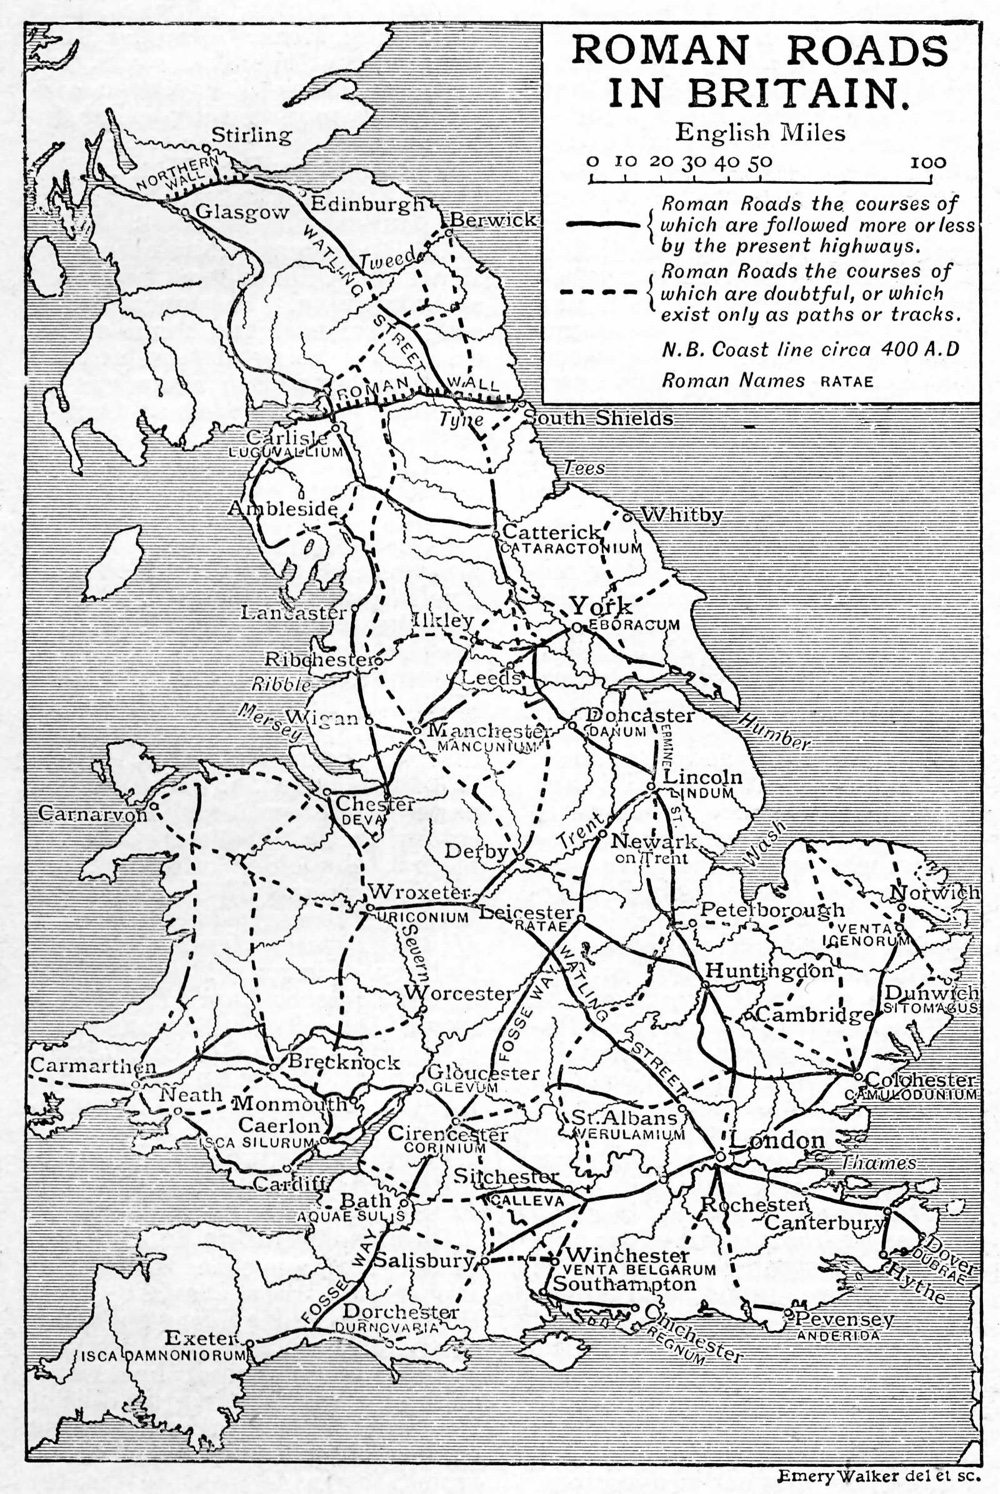 ROMAN ROADS
IN BRITAIN.
English Miles
0 10 20 30 40 50 100
Roman Roads the courses of
which are followed more or less
by the present highways.
Roman Roads the courses of
which are doubtful, or which
exist only as paths or tracks.
N.B. Coast line circa 400 A.D
Roman Names RATAE
Stirling
NORTHERN
WALL
Glasgow
Edinburgh
Berwick
WATLING
Tweed
STREET
ROMAN WALL
Tyne
South Shields
Carlisle
LUGUVALLIUM
Tees
Ambleside
Whitby
Catterick
CATARACTONIUM
Lancaster
Ilkley
York
EBORACUM
Ribchester
Ribble
Leeds
Mersey
Wigan
Manchester
MANCUNIUM
Doncaster
DANUM
ERMINE
Humber
Lincoln
LINDUM
ST.
Carnarvon
Chester
DEVA
Trent
Newark
on Trent
Wash
Derby
Wroxeter
URICONIUM
Leicester
RATAE
Peterborough
Norwich
VENTA
ICENORUM
Severn
WATLING
Huntingdon
Worcester
FOSSE WAY
Cambridge
Dunwich
SITOMAGUS
STREET
Carmarthen
Brecknock
Gloucester
GLEVUM
Colchester
CAMULODUNIUM
Neath
Monmouth
Caerlon
ISCA SILURUM
Cirencester
CORINIUM
St. Albans
VERULAMIUM
London
Thames
Cardiff
Silchester
CALLEVA
Bath
AQUAE SULIS
Rochester
Canterbury
Dover
DUBRAE
Hythe
Salisbury
Winchester
VENTA BELGARUM
Southampton
FOSSE WAY
Dorchester
DURNOVARIA
Chichester
REGNUM
Pevensey
ANDERIDA
Exeter
ISCA DAMNONIORUM
Emery Walker del et sc.